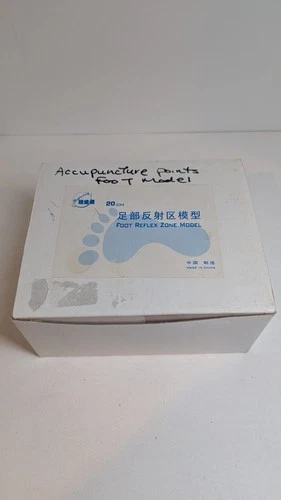 Accupuncture points
Foot Model
20CM
足部反射区模型
FOOT REFLEX ZONE MODEL
中国 制造
MADE IN CHINA